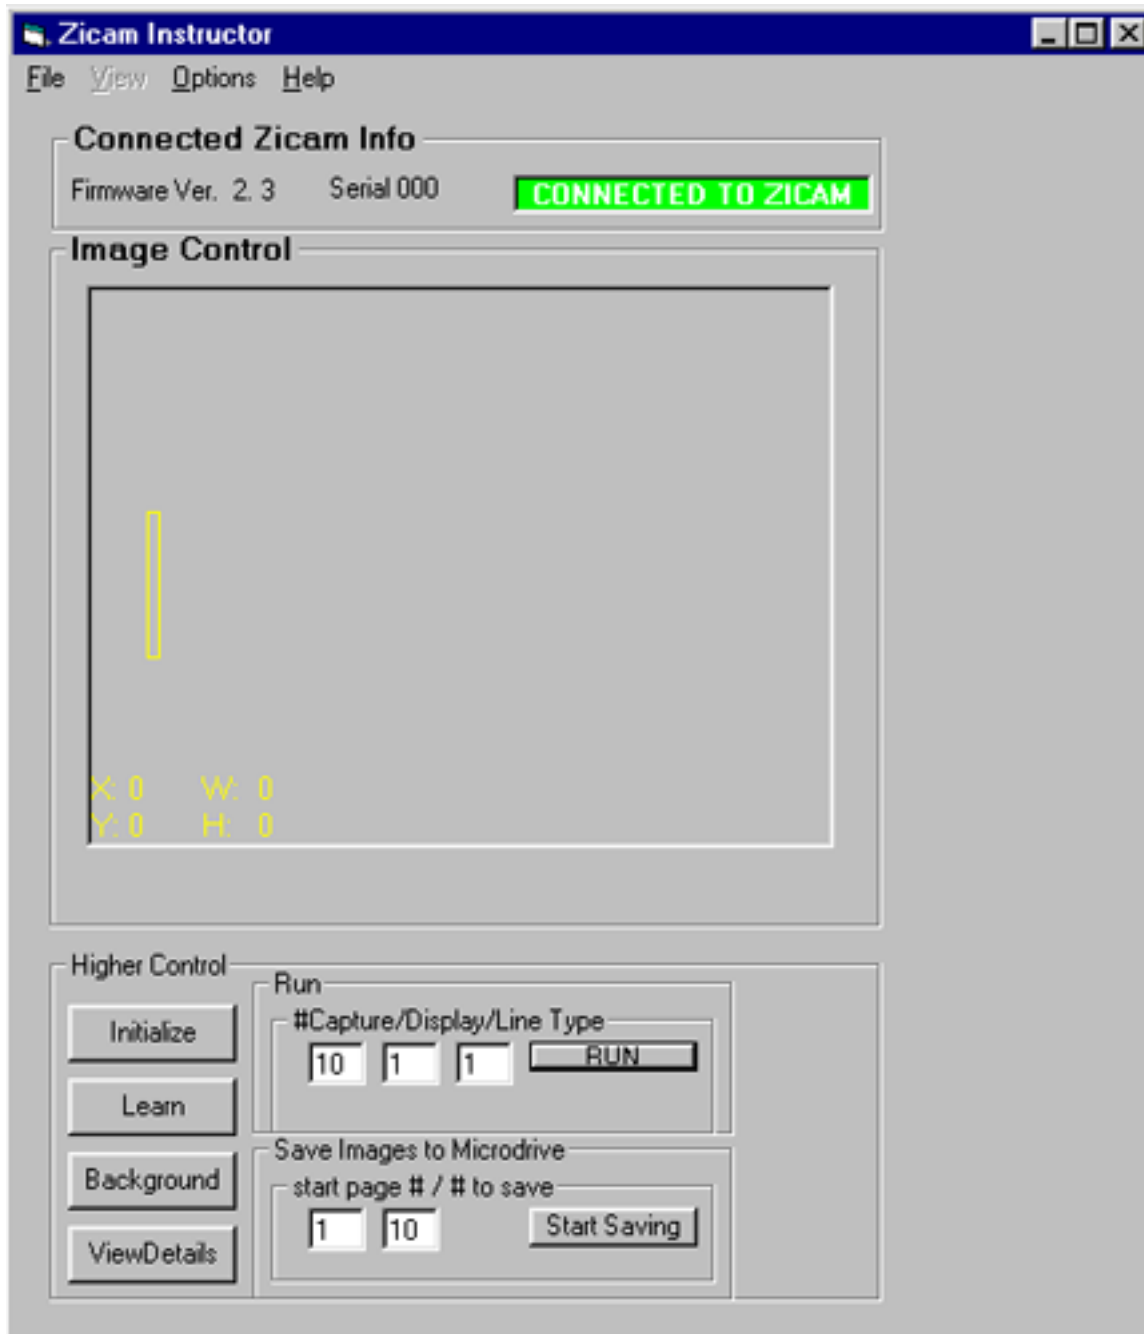 Zicam Instructor
File View Options Help
Connected Zicam Info
Firmware Ver. 2. 3 Serial 000 CONNECTED TO ZICAM
Image Control
X: 0 W: 0
Y: 0 H: 0
Higher Control
Initialize
Learn
Background
ViewDetails
Run
#Capture/Display/Line Type
10 1 1 RUN
Save Images to Microdrive
start page # / # to save
1 10 Start Saving